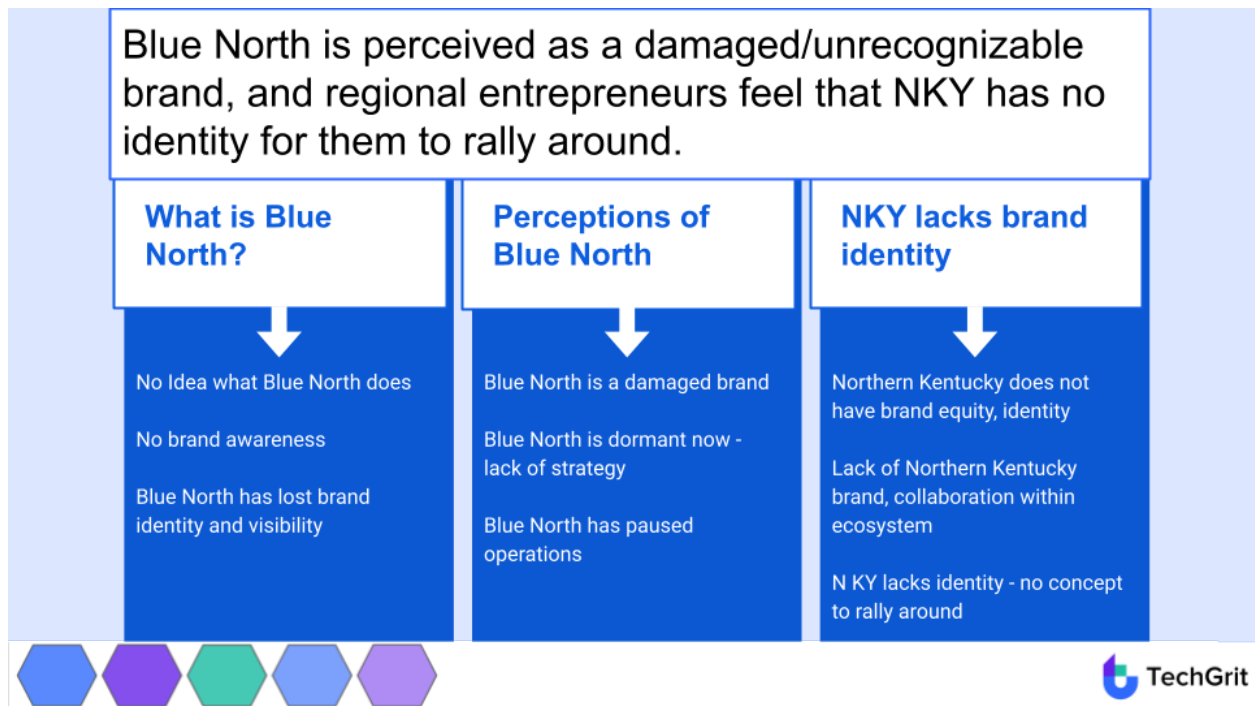 Blue North is perceived as a damaged/unrecognizable
brand, and regional entrepreneurs feel that NKY has no
identity for them to rally around.
What is Blue
North?
No Idea what Blue North does
No brand awareness
Blue North has lost brand
identity and visibility
Perceptions of
Blue North
Blue North is a damaged brand
Blue North is dormant now -
lack of strategy
Blue North has paused
operations
NKY lacks brand
identity
Northern Kentucky does not
have brand equity, identity
Lack of Northern Kentucky
brand, collaboration within
ecosystem
N KY lacks identity - no concept
to rally around
TechGrit